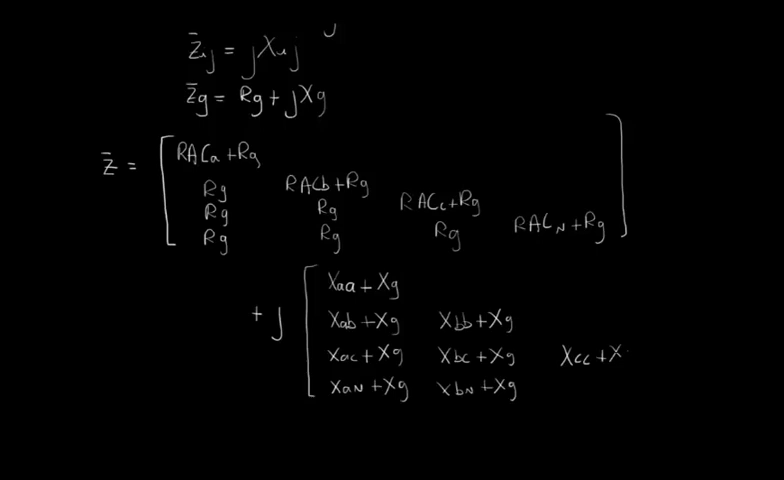 Z̄ij = jXij
Z̄g = Rg + jXg
Z̄ = [ RACa + Rg
Rg RACb + Rg
Rg Rg RACc + Rg
Rg Rg Rg RACN + Rg ]
+ j [ Xaa + Xg
Xab + Xg Xbb + Xg
Xac + Xg Xbc + Xg Xcc + X
XaN + Xg XbN + Xg